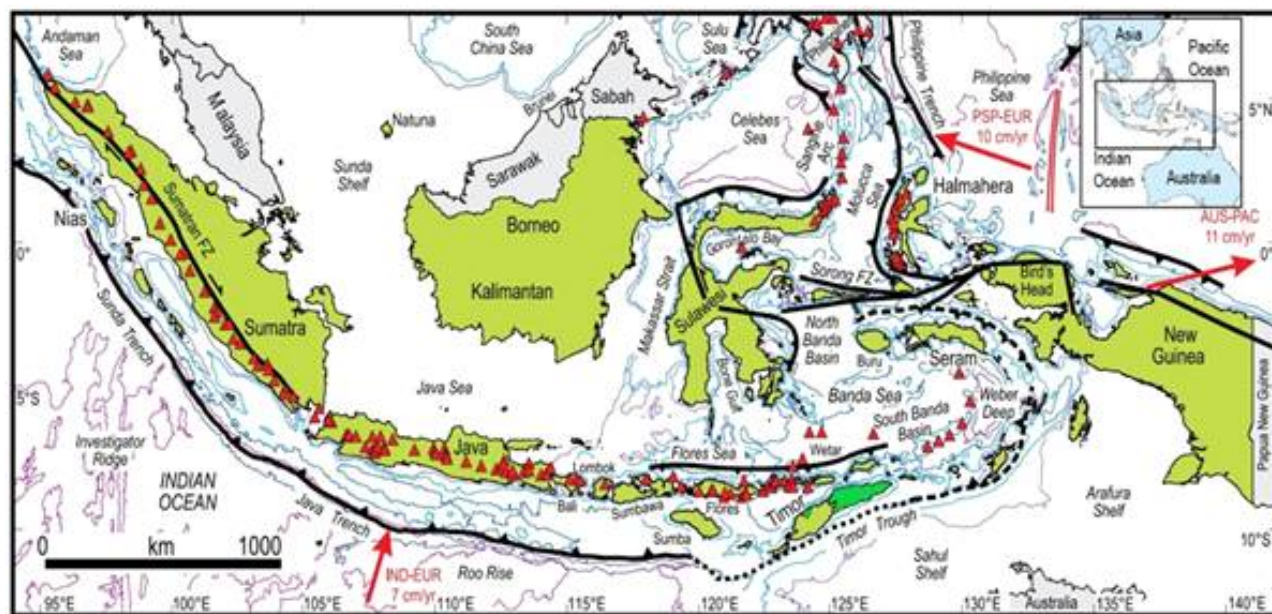 Andaman
Sea
South
China Sea
Sulu
Sea
Philippines
Philippine Trench
Philippine
Sea
PSP-EUR
10 cm/yr
Asia
Pacific
Ocean
Indian
Ocean
Australia
5°N
Malaysia
Natuna
Brunei
Sabah
Celebes
Sea
Sangihe
Arc
Sunda
Shelf
Sarawak
Molucca
Sea
Halmahera
AUS-PAC
11 cm/yr
Nias
Sumatran FZ
Borneo
Gorontalo Bay
0°
0°
Sorong FZ
Bird's
Head
Sunda Trench
Sumatra
Kalimantan
Makassar Strait
Sulawesi
North
Banda
Basin
Buru
Seram
New
Guinea
Java Sea
Bone Gulf
Banda Sea
Weber
Deep
5°S
South Banda
Basin
Papua New Guinea
Investigator
Ridge
Java
Flores Sea
Wetar
INDIAN
OCEAN
Lombok
Bali
Sumbawa
Flores
Timor
Arafura
Shelf
Java Trench
Sumba
Timor Trough
0
km
1000
Roo Rise
Sahul
Shelf
10°S
IND-EUR
7 cm/yr
95°E
100°E
105°E
110°E
115°E
120°E
125°E
130°E
135°E
140°E
Australia